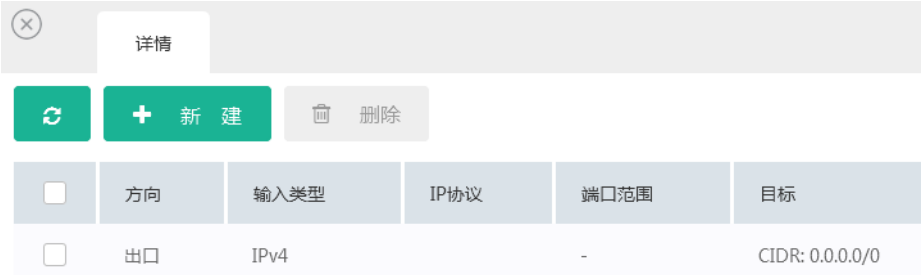 详情
新 建 删除
方向 输入类型 IP协议 端口范围 目标
出口 IPv4 - CIDR: 0.0.0.0/0